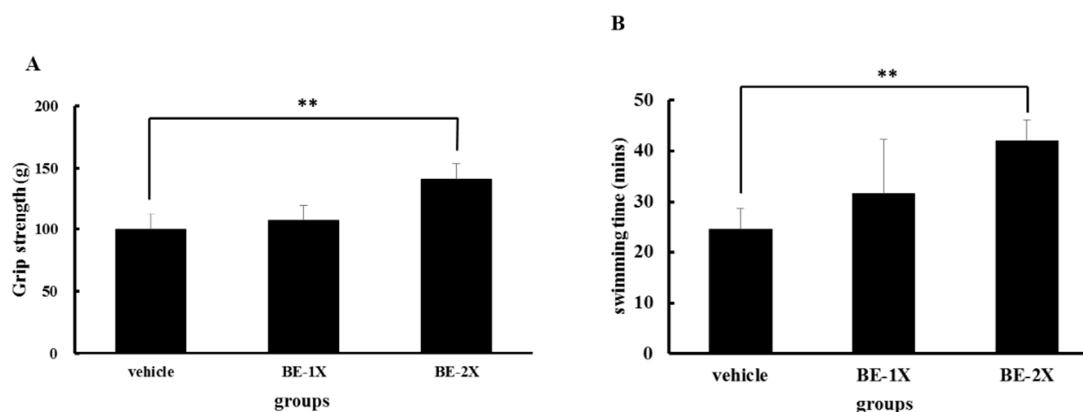 A
**
200
150
100
50
0
Grip strength (g)
vehicle BE-1X BE-2X
groups
B
**
50
40
30
20
10
0
swimming time (mins)
vehicle BE-1X BE-2X
groups